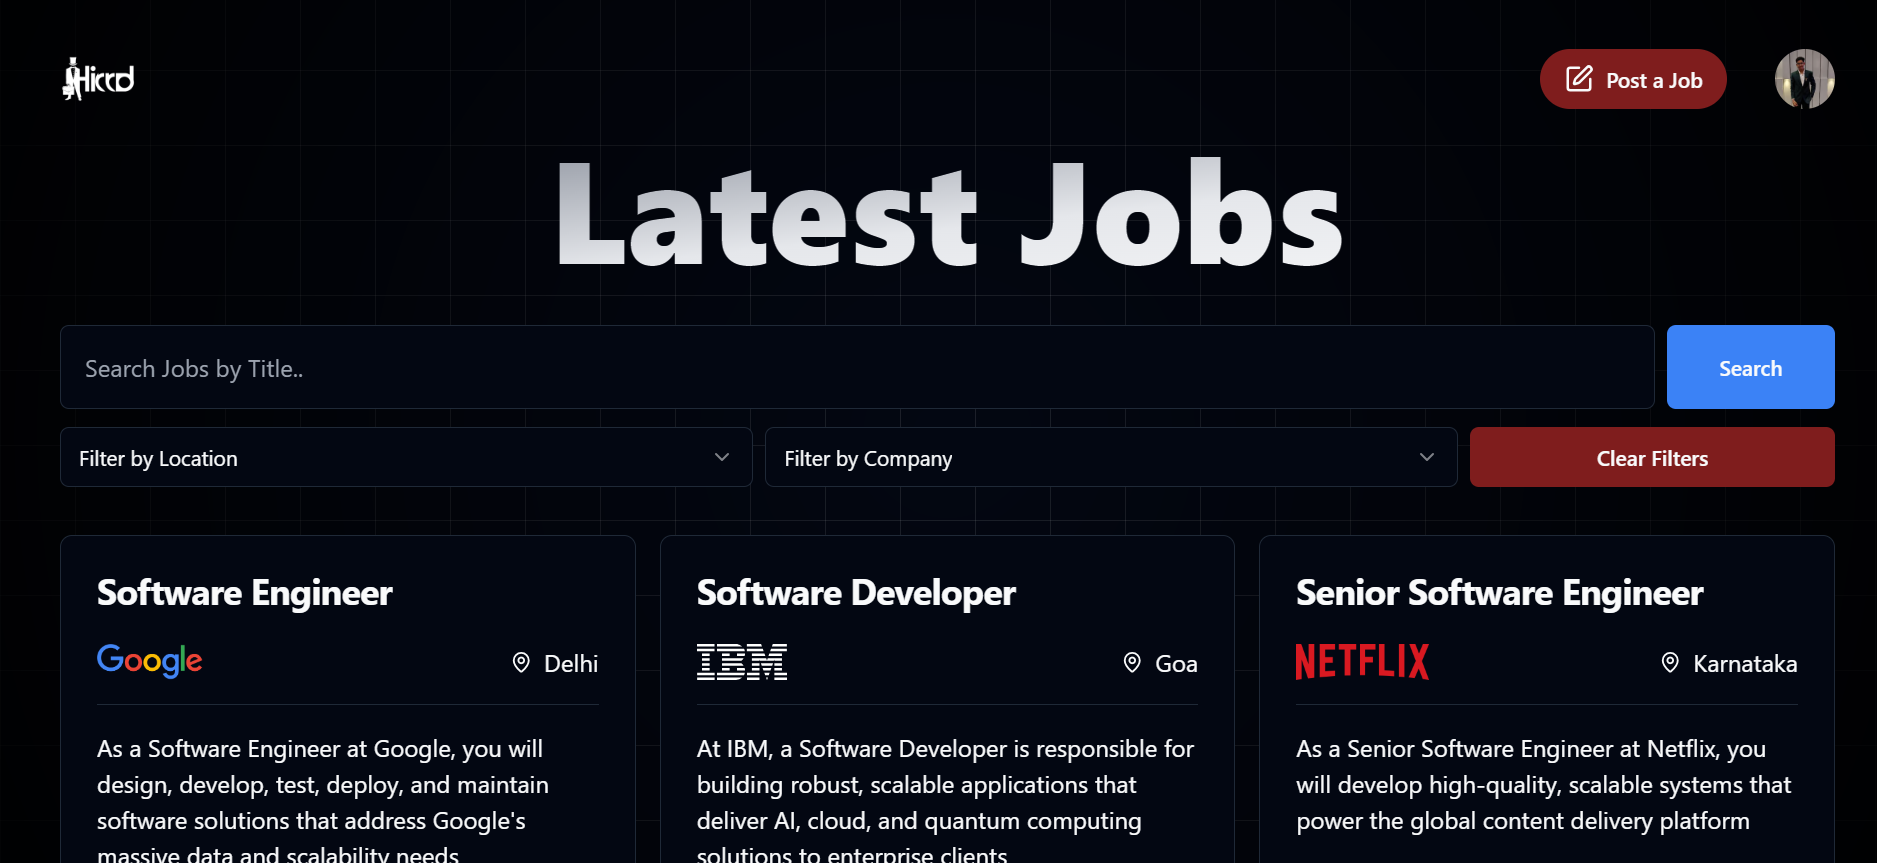 Hirrd
Post a Job
Latest Jobs
Search Jobs by Title..
Search
Filter by Location
Filter by Company
Clear Filters
Software Engineer
Google
Delhi
As a Software Engineer at Google, you will
design, develop, test, deploy, and maintain
software solutions that address Google's
massive data and scalability needs
Software Developer
IBM
Goa
At IBM, a Software Developer is responsible for
building robust, scalable applications that
deliver AI, cloud, and quantum computing
solutions to enterprise clients
Senior Software Engineer
NETFLIX
Karnataka
As a Senior Software Engineer at Netflix, you
will develop high-quality, scalable systems that
power the global content delivery platform